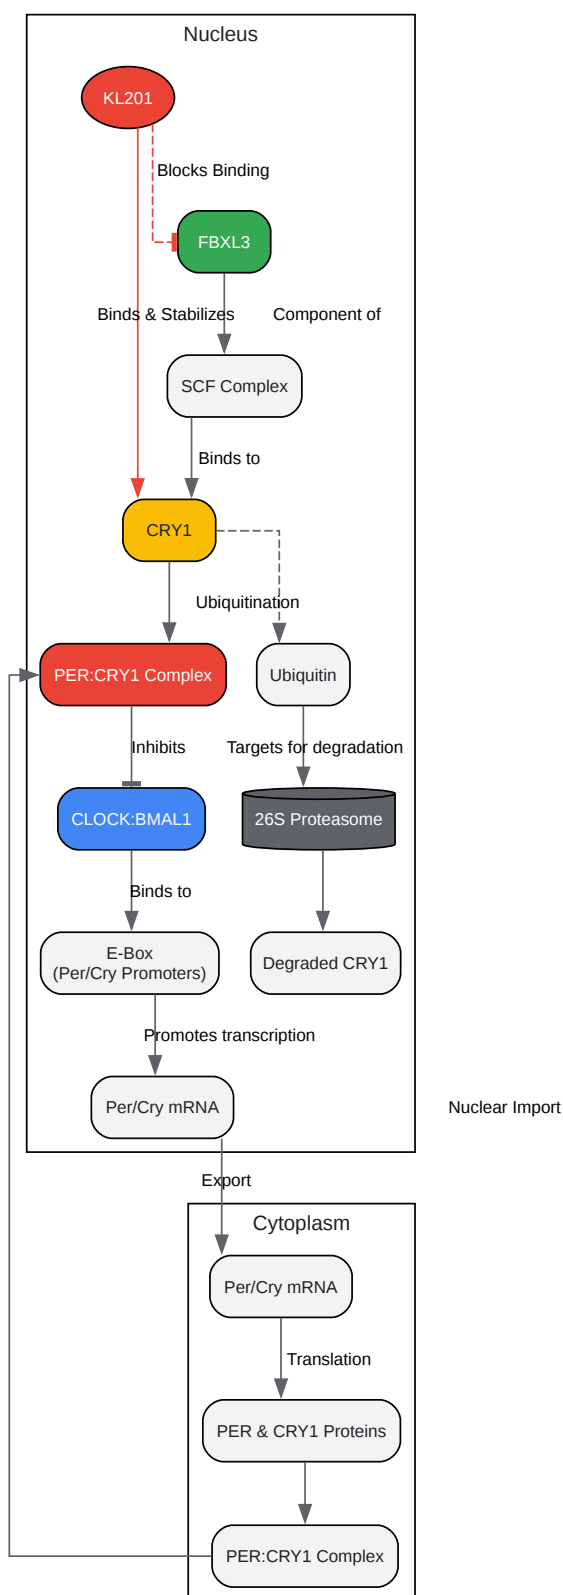 Nucleus
KL201
Blocks Binding
FBXL3
Binds & Stabilizes
Component of
SCF Complex
Binds to
CRY1
Ubiquitination
PER:CRY1 Complex
Ubiquitin
Inhibits
Targets for degradation
CLOCK:BMAL1
26S Proteasome
Binds to
E-Box
(Per/Cry Promoters)
Degraded CRY1
Promotes transcription
Per/Cry mRNA
Nuclear Import
Export
Cytoplasm
Per/Cry mRNA
Translation
PER & CRY1 Proteins
PER:CRY1 Complex